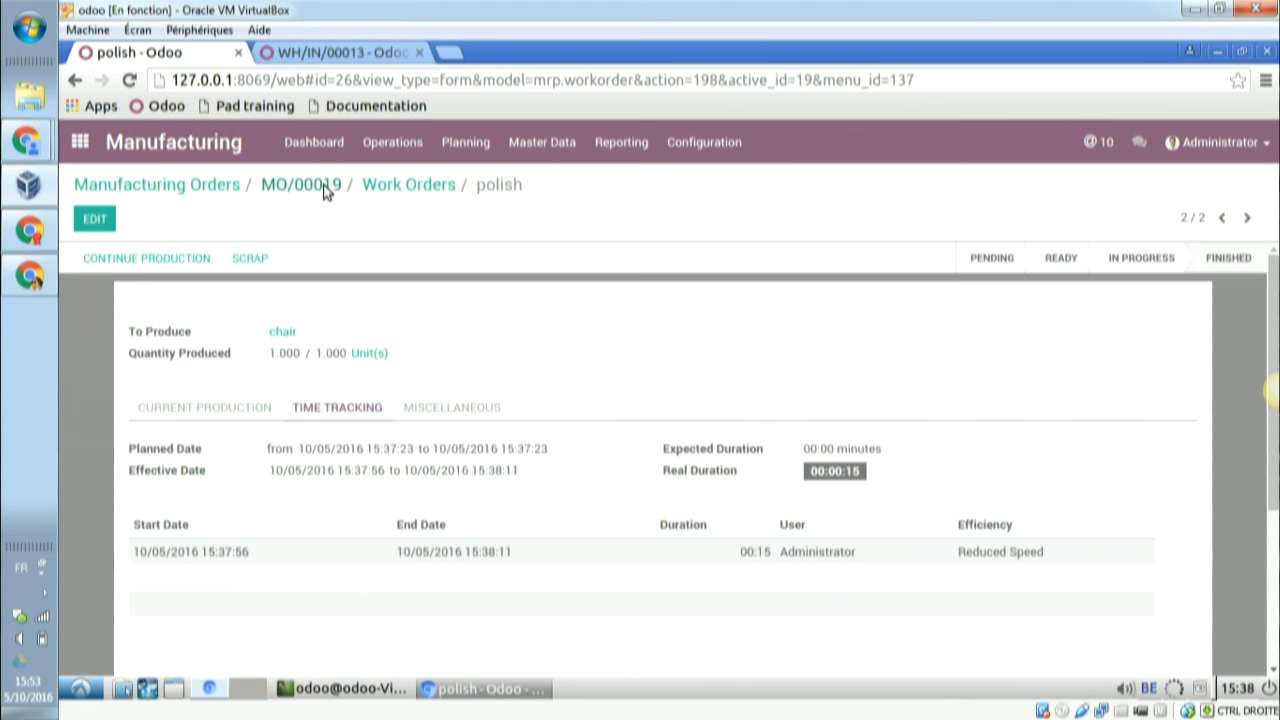 odoo [En fonction] - Oracle VM VirtualBox
Machine Écran Périphériques Aide
polish - Odoo WH/IN/00013 - Odoo
127.0.0.1:8069/web#id=26&view_type=form&model=mrp.workorder&action=198&active_id=19&menu_id=137
Apps Odoo Pad training Documentation
Manufacturing Dashboard Operations Planning Master Data Reporting Configuration @ 10 Administrator
Manufacturing Orders / MO/00019 / Work Orders / polish
EDIT 2 / 2
CONTINUE PRODUCTION SCRAP PENDING READY IN PROGRESS FINISHED
To Produce chair
Quantity Produced 1.000 / 1.000 Unit(s)
CURRENT PRODUCTION TIME TRACKING MISCELLANEOUS
Planned Date from 10/05/2016 15:37:23 to 10/05/2016 15:37:23 Expected Duration 00:00 minutes
Effective Date 10/05/2016 15:37:56 to 10/05/2016 15:38:11 Real Duration 00:00:15
Start Date End Date Duration User Efficiency
10/05/2016 15:37:56 10/05/2016 15:38:11 00:15 Administrator Reduced Speed
FR
15:53
5/10/2016
odoo@odoo-Vi... polish - Odoo - ... BE 15:38
CTRL DROITE